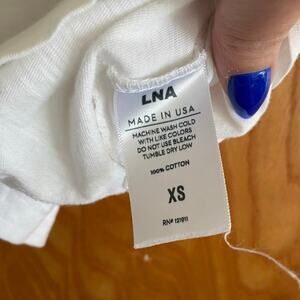 LNA
MADE IN USA
MACHINE WASH COLD
WITH LIKE COLORS
DO NOT USE BLEACH
TUMBLE DRY LOW
100% COTTON
XS
RN# 121911